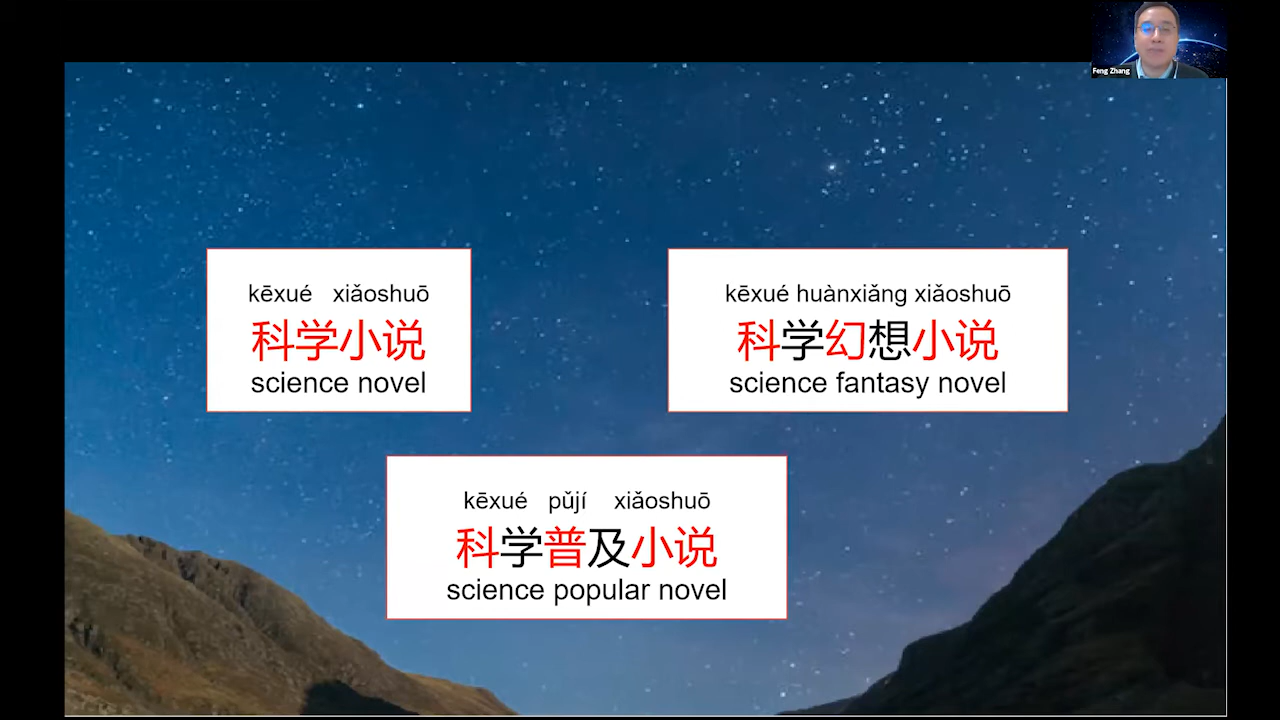 Feng Zhang
kēxué xiǎoshuō
科学小说
science novel
kēxué huànxiǎng xiǎoshuō
科学幻想小说
science fantasy novel
kēxué pǔjí xiǎoshuō
科学普及小说
science popular novel